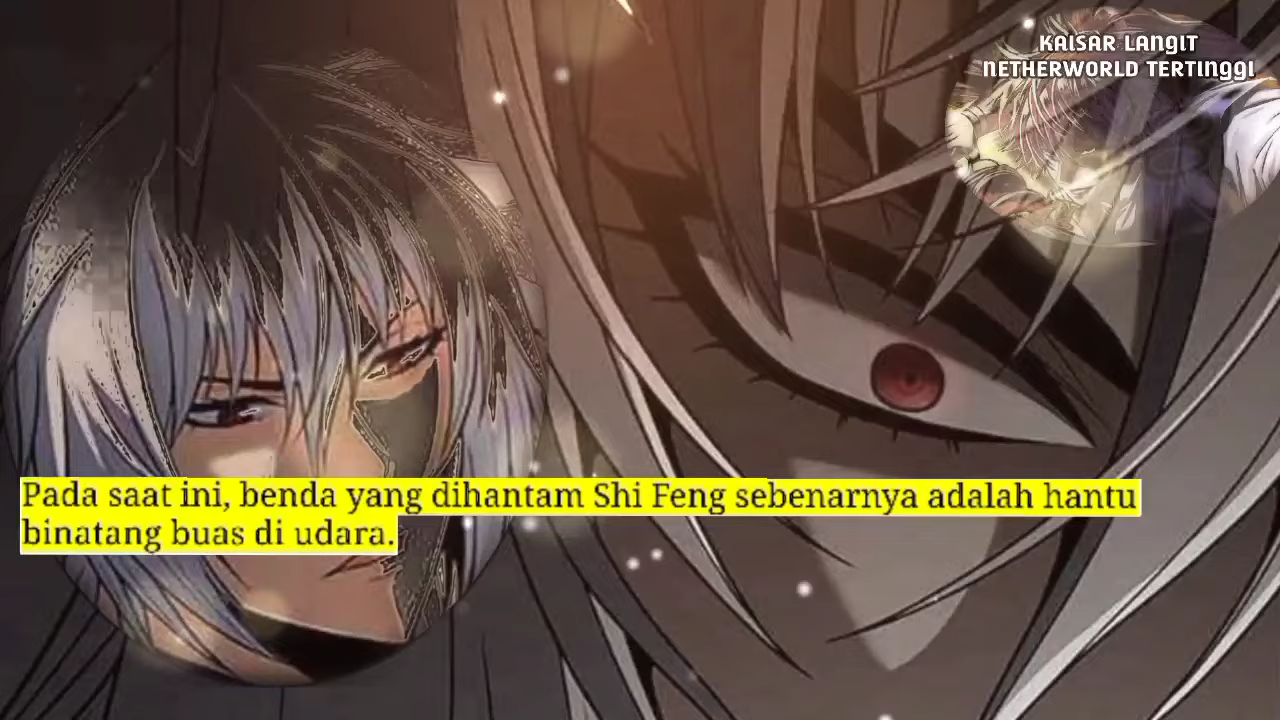 KAISAR LANGIT
NETHERWORLD TERTINGGI
Pada saat ini, benda yang dihantam Shi Feng sebenarnya adalah hantu
binatang buas di udara.